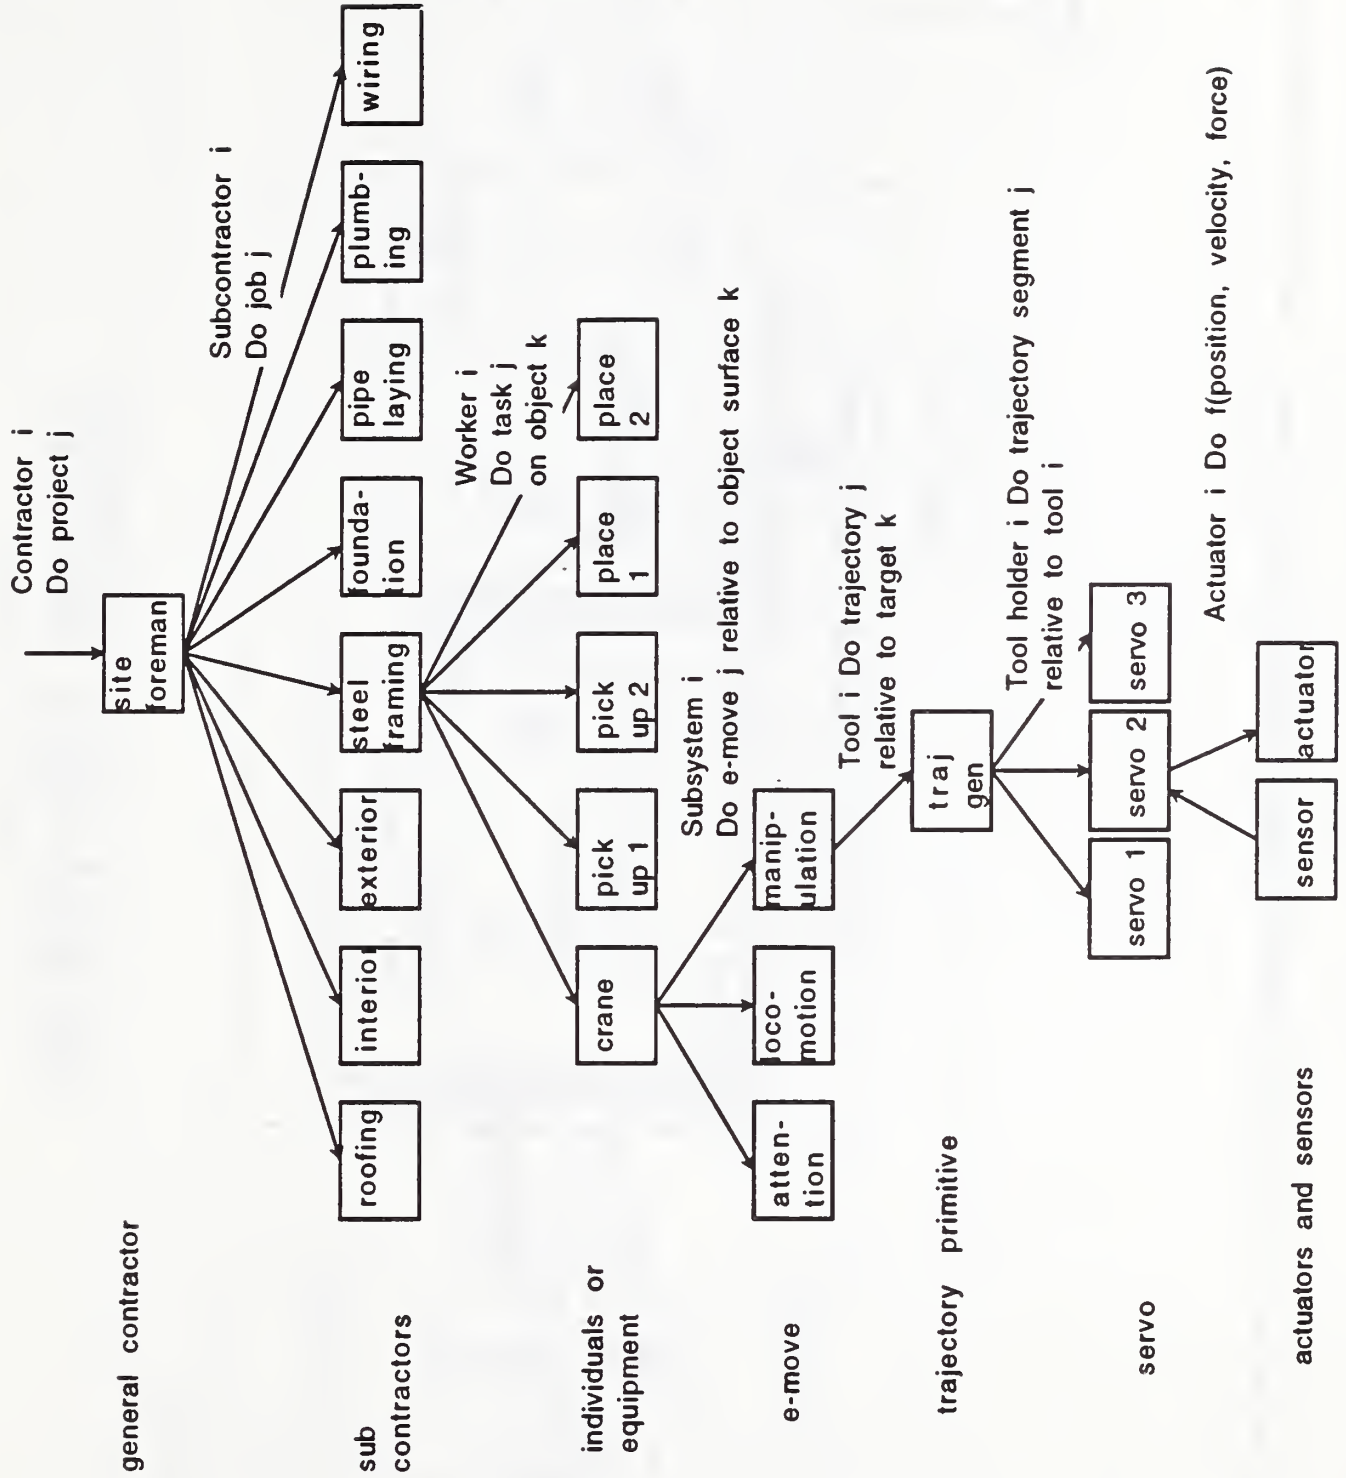 Contractor i
Do project j
general contractor
site
foreman
Subcontractor i
Do job j
sub
contractors
roofing
interior
exterior
steel
framing
founda-
tion
pipe
laying
plumb-
ing
wiring
Worker i
Do task j
on object k
individuals or
equipment
crane
pick
up 1
pick
up 2
place
1
place
2
Subsystem i
Do e-move j relative to object surface k
e-move
atten-
tion
loco-
motion
manip-
ulation
Tool i Do trajectory j
relative to target k
trajectory primitive
traj
gen
Tool holder i Do trajectory segment j
relative to tool i
servo
servo 1
servo 2
servo 3
Actuator i Do f(position, velocity, force)
actuators and sensors
sensor
actuator